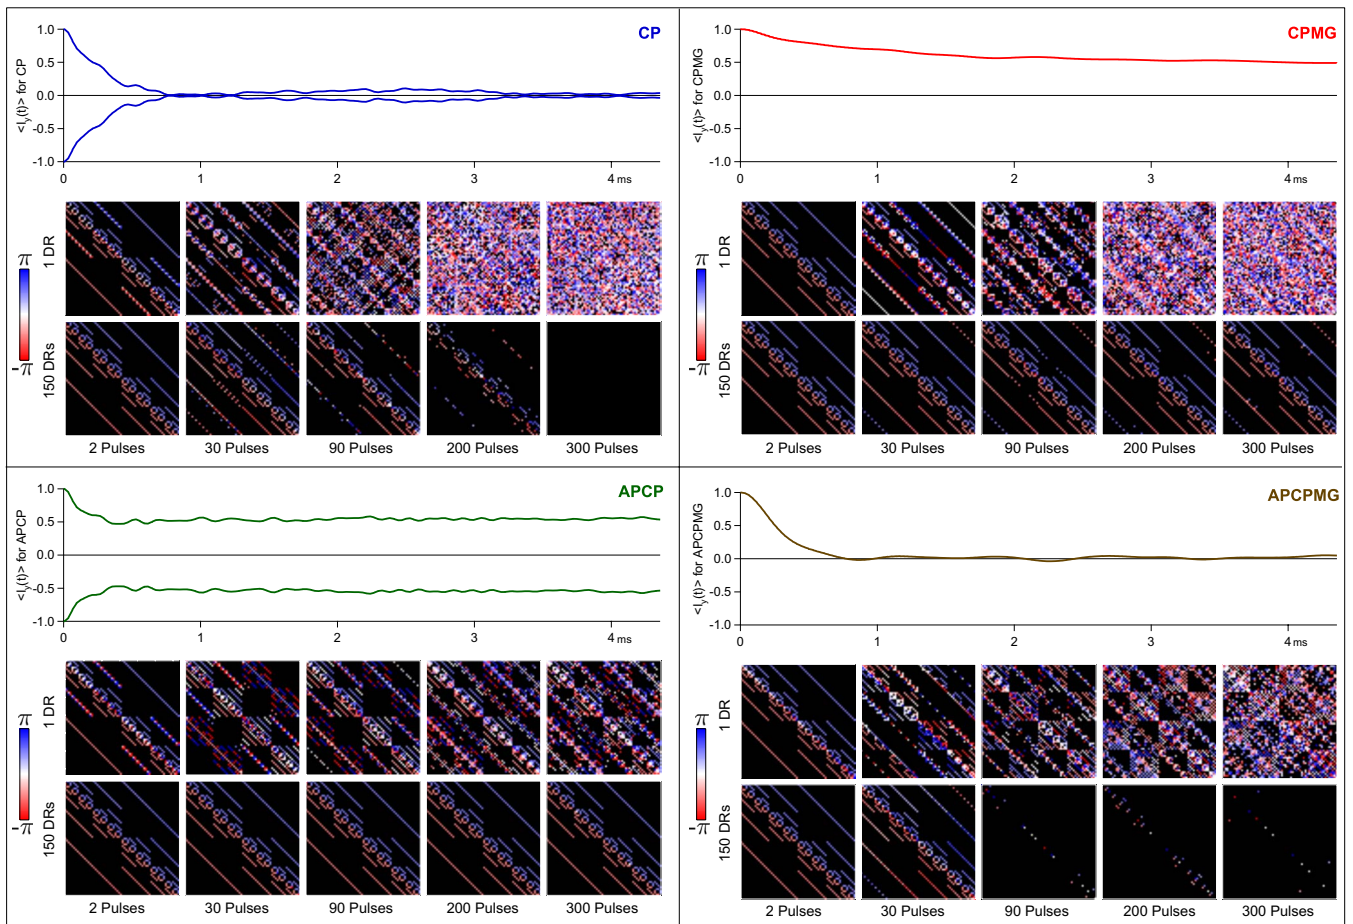 CP
<I_y(t)> for CP
1.0
0.5
0.0
-0.5
-1.0
0
1
2
3
4 ms
π
-π
1 DR
150 DRs
2 Pulses
30 Pulses
90 Pulses
200 Pulses
300 Pulses
CPMG
<I_y(t)> for CPMG
1.0
0.5
0.0
-0.5
-1.0
0
1
2
3
4 ms
π
-π
1 DR
150 DRs
2 Pulses
30 Pulses
90 Pulses
200 Pulses
300 Pulses
APCP
<I_y(t)> for APCP
1.0
0.5
0.0
-0.5
-1.0
0
1
2
3
4 ms
π
-π
1 DR
150 DRs
2 Pulses
30 Pulses
90 Pulses
200 Pulses
300 Pulses
APCPMG
<I_y(t)> for APCPMG
1.0
0.5
0.0
-0.5
-1.0
0
1
2
3
4 ms
π
-π
1 DR
150 DRs
2 Pulses
30 Pulses
90 Pulses
200 Pulses
300 Pulses